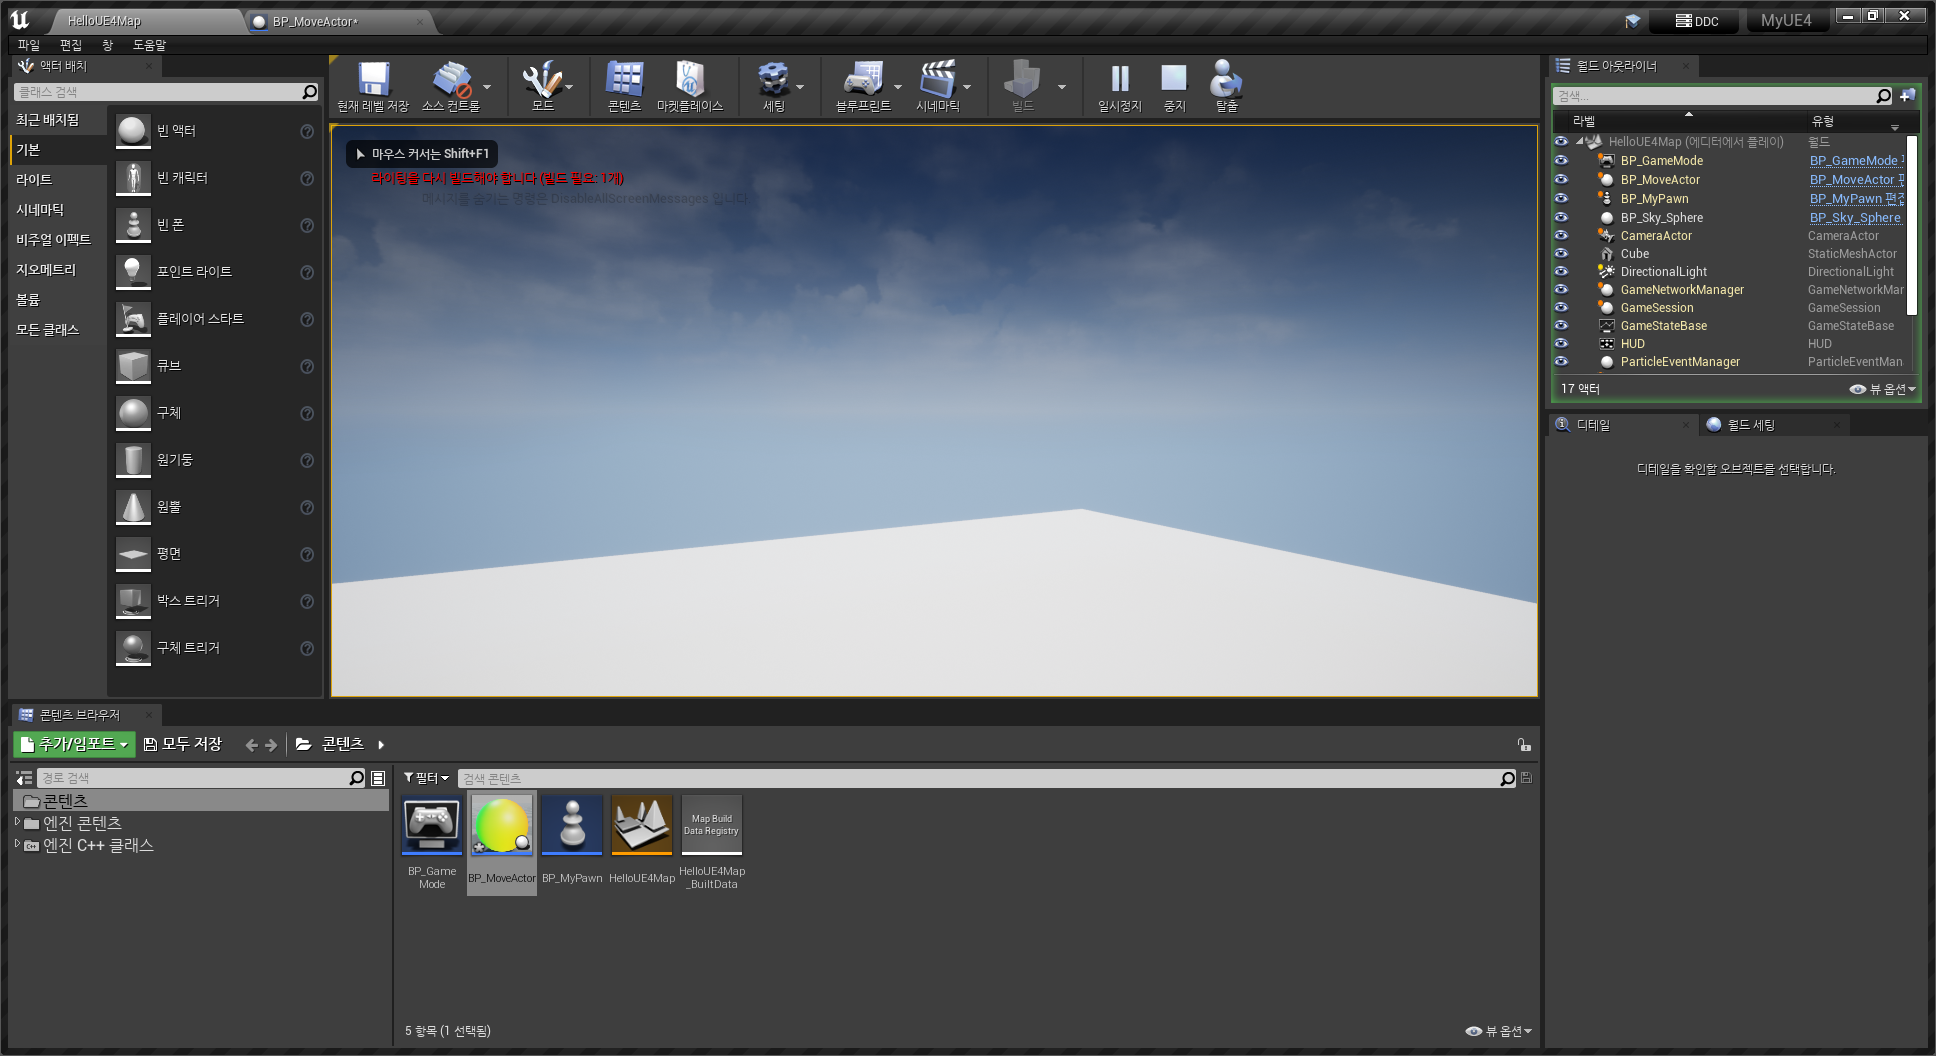 HelloUE4Map
BP_MoveActor*
DDC
MyUE4
파일 편집 창 도움말
액터 배치
클래스 검색
최근 배치됨
기본
라이트
시네마틱
비주얼 이펙트
지오메트리
볼륨
모든 클래스
빈 액터
빈 캐릭터
빈 폰
포인트 라이트
플레이어 스타트
큐브
구체
원기둥
원뿔
평면
박스 트리거
구체 트리거
현재 레벨 저장
소스 컨트롤
모드
콘텐츠
마켓플레이스
세팅
블루프린트
시네마틱
빌드
일시정지
중지
탈출
마우스 커서는 Shift+F1
라이팅을 다시 빌드해야 합니다 (빌드 필요: 1개)
메시지를 숨기는 명령은 DisableAllScreenMessages 입니다
월드 아웃라이너
검색...
라벨 유형
HelloUE4Map (에디터에서 플레이) 월드
BP_GameMode BP_GameMode
BP_MoveActor BP_MoveActor
BP_MyPawn BP_MyPawn 편집
BP_Sky_Sphere BP_Sky_Sphere
CameraActor CameraActor
Cube StaticMeshActor
DirectionalLight DirectionalLight
GameNetworkManager GameNetworkMar
GameSession GameSession
GameStateBase GameStateBase
HUD HUD
ParticleEventManager ParticleEventMan
17 액터
뷰 옵션
디테일
월드 세팅
디테일을 확인할 오브젝트를 선택합니다.
콘텐츠 브라우저
추가/임포트
모두 저장
콘텐츠
경로 검색
콘텐츠
엔진 콘텐츠
엔진 C++ 클래스
필터
검색 콘텐츠
Map Build
Data Registry
BP_Game
Mode
BP_MoveActor
BP_MyPawn
HelloUE4Map
HelloUE4Map
_BuiltData
5 항목 (1 선택됨)
뷰 옵션